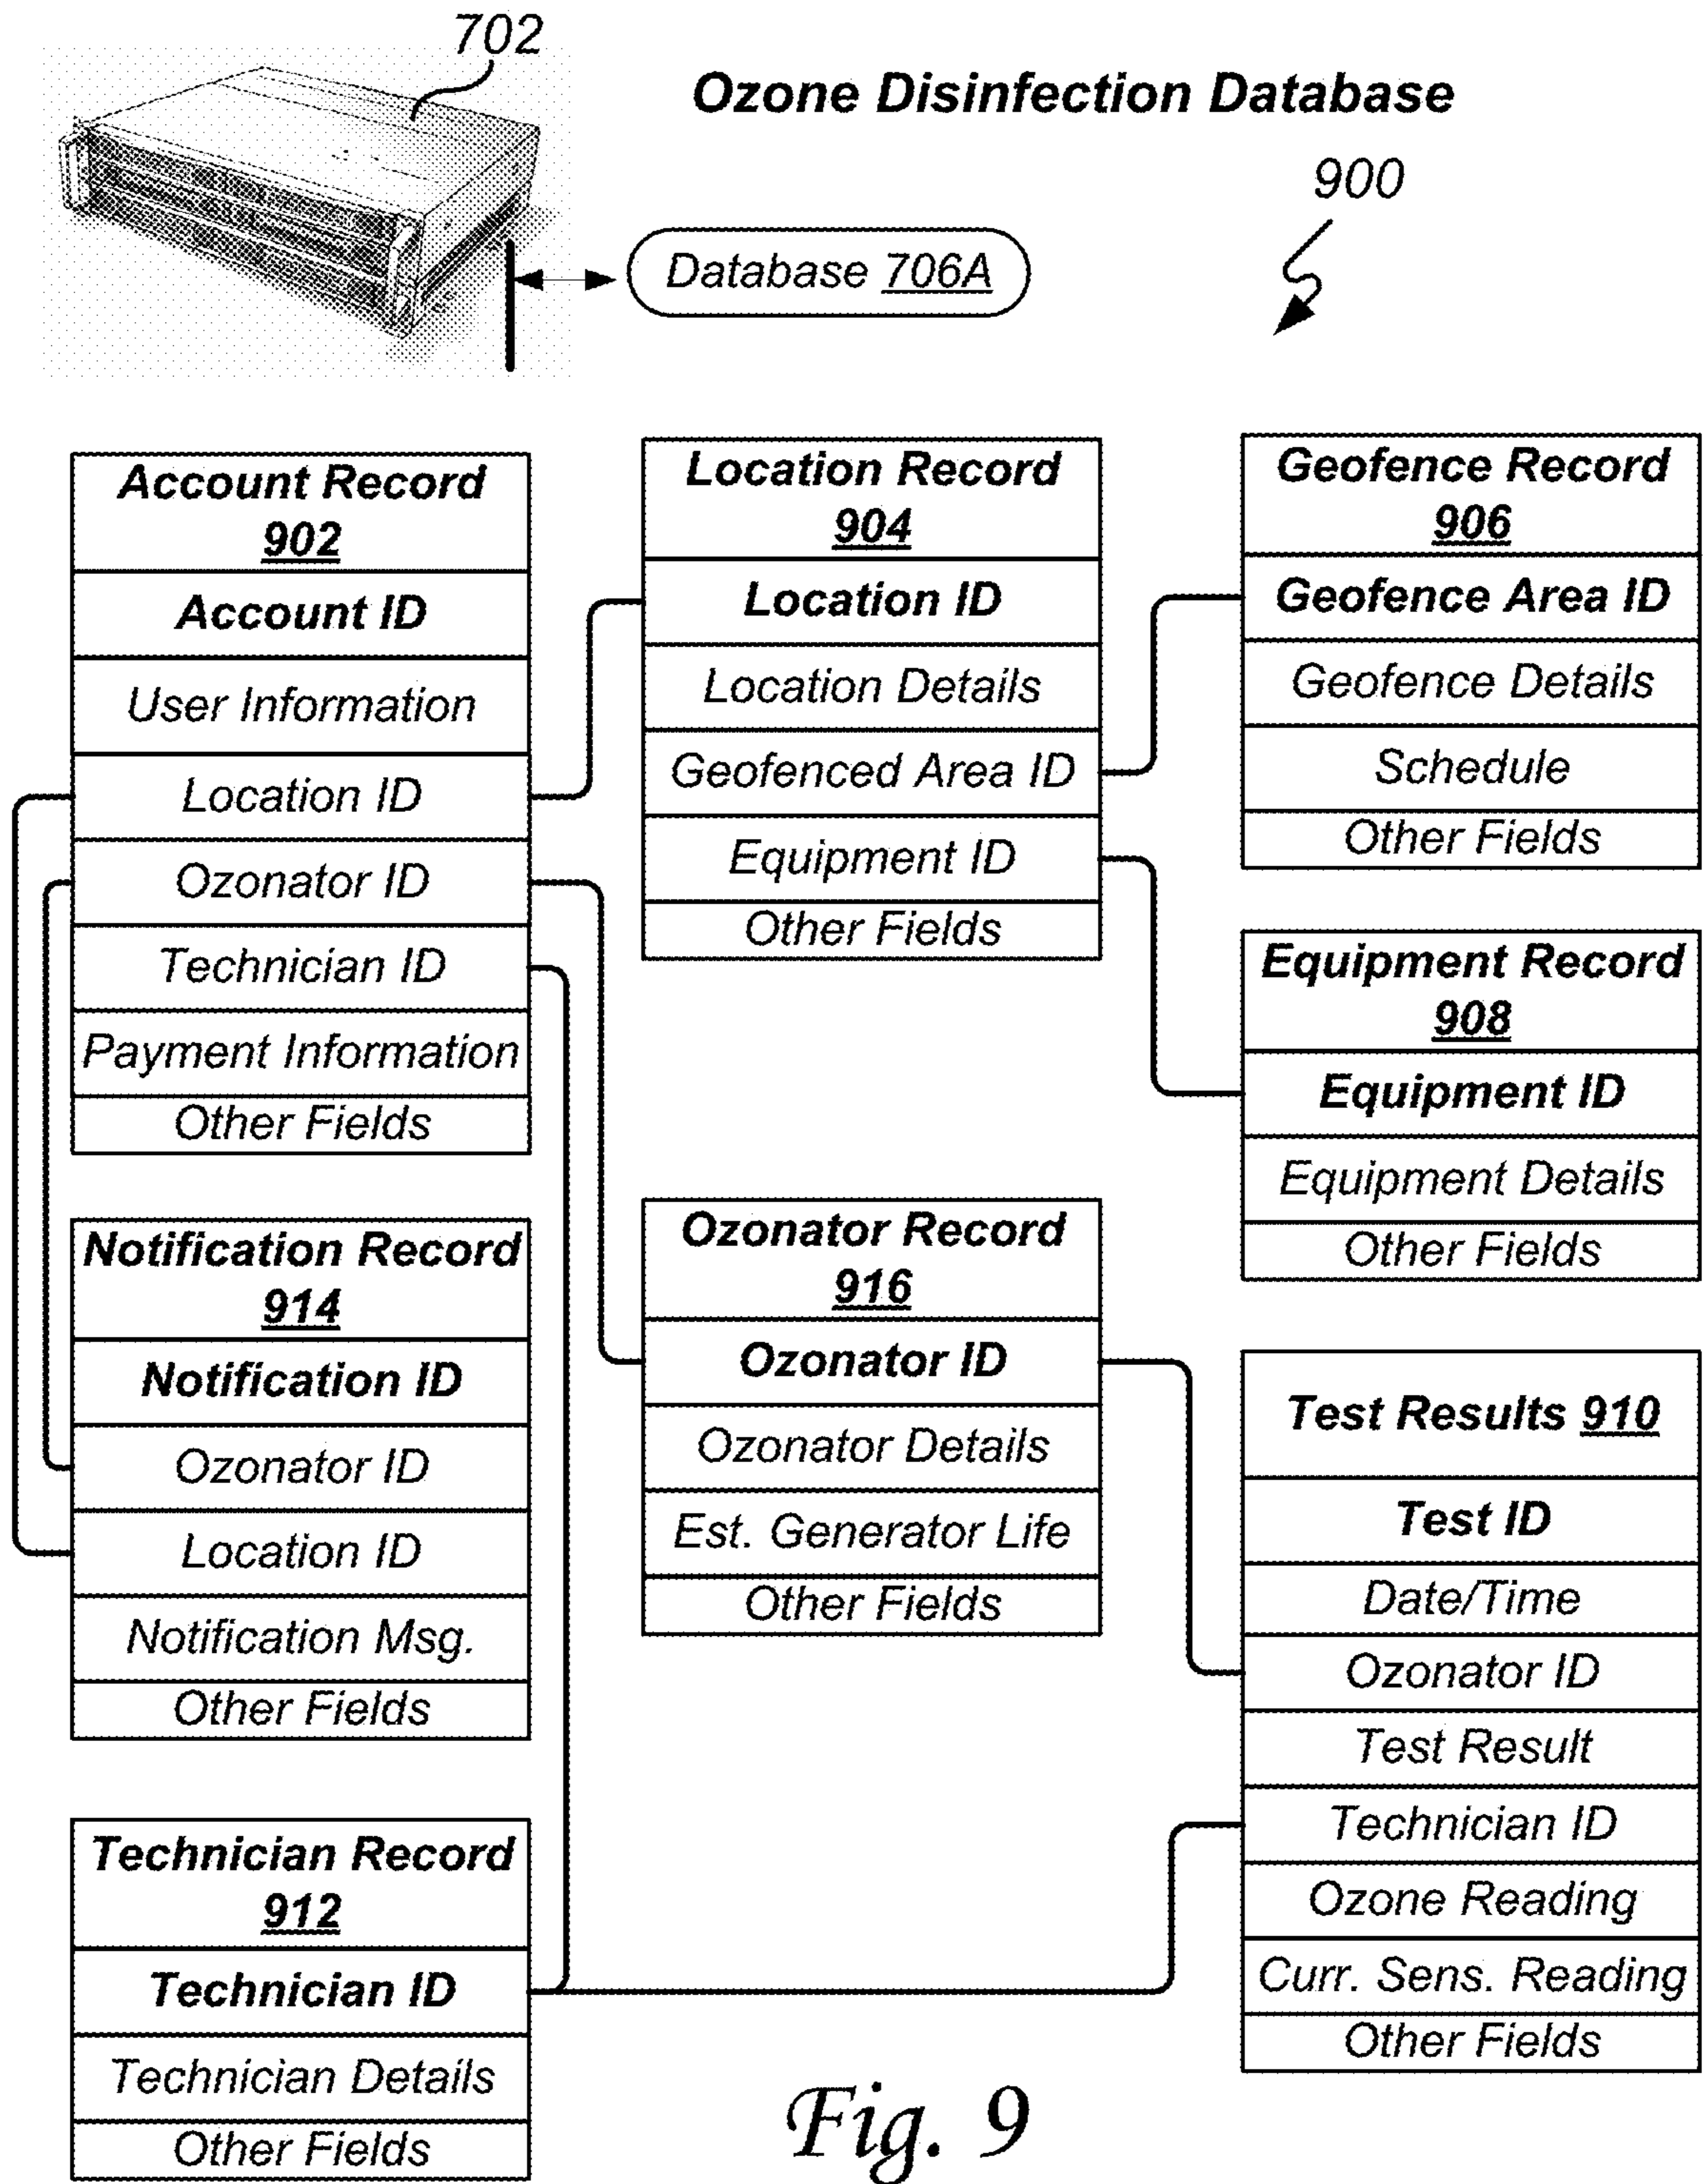 702
Ozone Disinfection Database
900
Database 706A
Account Record
902
Account ID
User Information
Location ID
Ozonator ID
Technician ID
Payment Information
Other Fields
Location Record
904
Location ID
Location Details
Geofenced Area ID
Equipment ID
Other Fields
Geofence Record
906
Geofence Area ID
Geofence Details
Schedule
Other Fields
Equipment Record
908
Equipment ID
Equipment Details
Other Fields
Notification Record
914
Notification ID
Ozonator ID
Location ID
Notification Msg.
Other Fields
Ozonator Record
916
Ozonator ID
Ozonator Details
Est. Generator Life
Other Fields
Test Results 910
Test ID
Date/Time
Ozonator ID
Test Result
Technician ID
Ozone Reading
Curr. Sens. Reading
Other Fields
Technician Record
912
Technician ID
Technician Details
Other Fields
Fig. 9